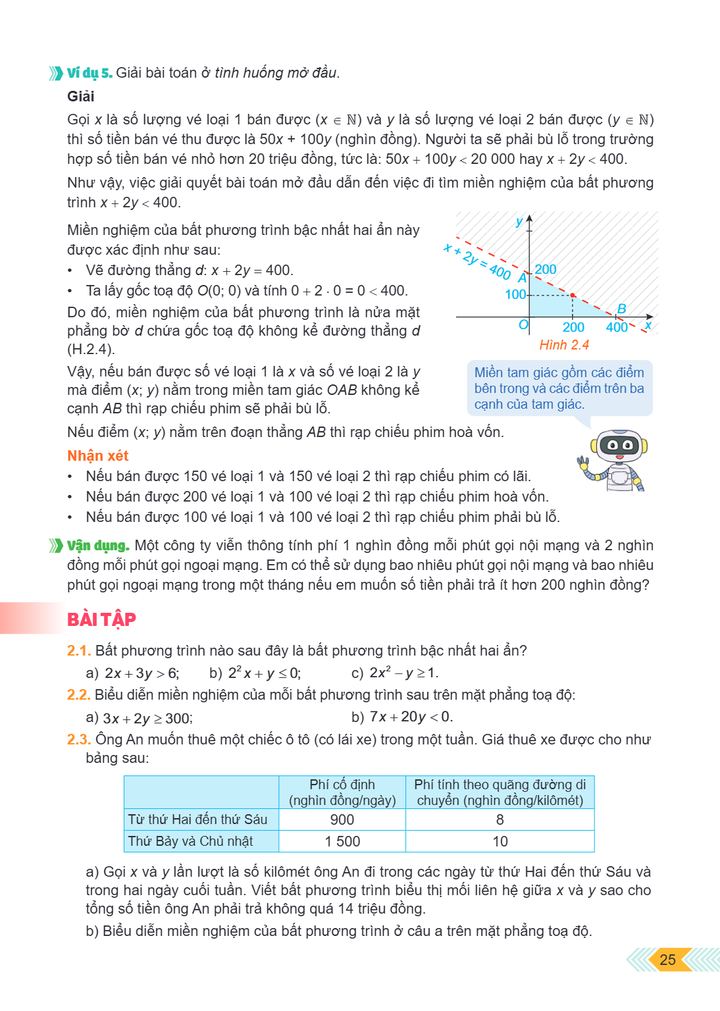 Ví dụ 5. Giải bài toán ở tình huống mở đầu.
Giải
Gọi x là số lượng vé loại 1 bán được (x ∈ ℕ) và y là số lượng vé loại 2 bán được (y ∈ ℕ)
thì số tiền bán vé thu được là 50x + 100y (nghìn đồng). Người ta sẽ phải bù lỗ trong trường
hợp số tiền bán vé nhỏ hơn 20 triệu đồng, tức là: 50x + 100y < 20 000 hay x + 2y < 400.
Như vậy, việc giải quyết bài toán mở đầu dẫn đến việc đi tìm miền nghiệm của bất phương
trình x + 2y < 400.
Miền nghiệm của bất phương trình bậc nhất hai ẩn này
được xác định như sau:
• Vẽ đường thẳng d: x + 2y = 400.
• Ta lấy gốc toạ độ O(0; 0) và tính 0 + 2 · 0 = 0 < 400.
Do đó, miền nghiệm của bất phương trình là nửa mặt
phẳng bờ d chứa gốc toạ độ không kể đường thẳng d
(H.2.4).
Vậy, nếu bán được số vé loại 1 là x và số vé loại 2 là y
mà điểm (x; y) nằm trong miền tam giác OAB không kể
cạnh AB thì rạp chiếu phim sẽ phải bù lỗ.
y
x + 2y = 400
A
200
100
B
O
200
400
x
Hình 2.4
Miền tam giác gồm các điểm
bên trong và các điểm trên ba
cạnh của tam giác.
Nếu điểm (x; y) nằm trên đoạn thẳng AB thì rạp chiếu phim hoà vốn.
Nhận xét
• Nếu bán được 150 vé loại 1 và 150 vé loại 2 thì rạp chiếu phim có lãi.
• Nếu bán được 200 vé loại 1 và 100 vé loại 2 thì rạp chiếu phim hoà vốn.
• Nếu bán được 100 vé loại 1 và 100 vé loại 2 thì rạp chiếu phim phải bù lỗ.
Vận dụng. Một công ty viễn thông tính phí 1 nghìn đồng mỗi phút gọi nội mạng và 2 nghìn
đồng mỗi phút gọi ngoại mạng. Em có thể sử dụng bao nhiêu phút gọi nội mạng và bao nhiêu
phút gọi ngoại mạng trong một tháng nếu em muốn số tiền phải trả ít hơn 200 nghìn đồng?
BÀI TẬP
2.1. Bất phương trình nào sau đây là bất phương trình bậc nhất hai ẩn?
a) 2x + 3y > 6; b) 2²x + y ≤ 0; c) 2x² − y ≥ 1.
2.2. Biểu diễn miền nghiệm của mỗi bất phương trình sau trên mặt phẳng toạ độ:
a) 3x + 2y ≥ 300; b) 7x + 20y < 0.
2.3. Ông An muốn thuê một chiếc ô tô (có lái xe) trong một tuần. Giá thuê xe được cho như
bảng sau:
Phí cố định Phí tính theo quãng đường di
(nghìn đồng/ngày) chuyển (nghìn đồng/kilômét)
Từ thứ Hai đến thứ Sáu 900 8
Thứ Bảy và Chủ nhật 1 500 10
a) Gọi x và y lần lượt là số kilômét ông An đi trong các ngày từ thứ Hai đến thứ Sáu và
trong hai ngày cuối tuần. Viết bất phương trình biểu thị mối liên hệ giữa x và y sao cho
tổng số tiền ông An phải trả không quá 14 triệu đồng.
b) Biểu diễn miền nghiệm của bất phương trình ở câu a trên mặt phẳng toạ độ.
25